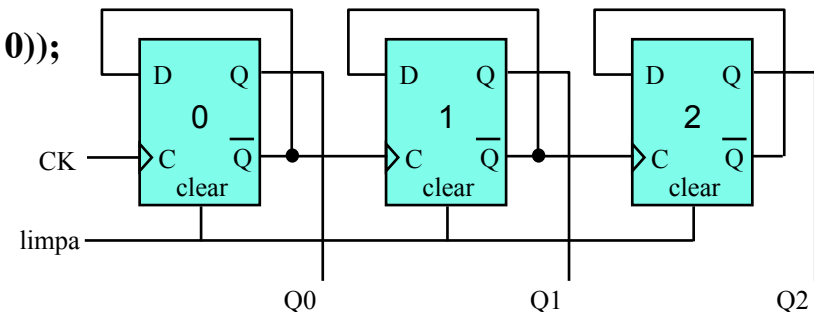 0));
D Q D Q D Q
0 1 2
CK C Q̅ C Q̅ C Q̅
clear clear clear
limpa
Q0 Q1 Q2